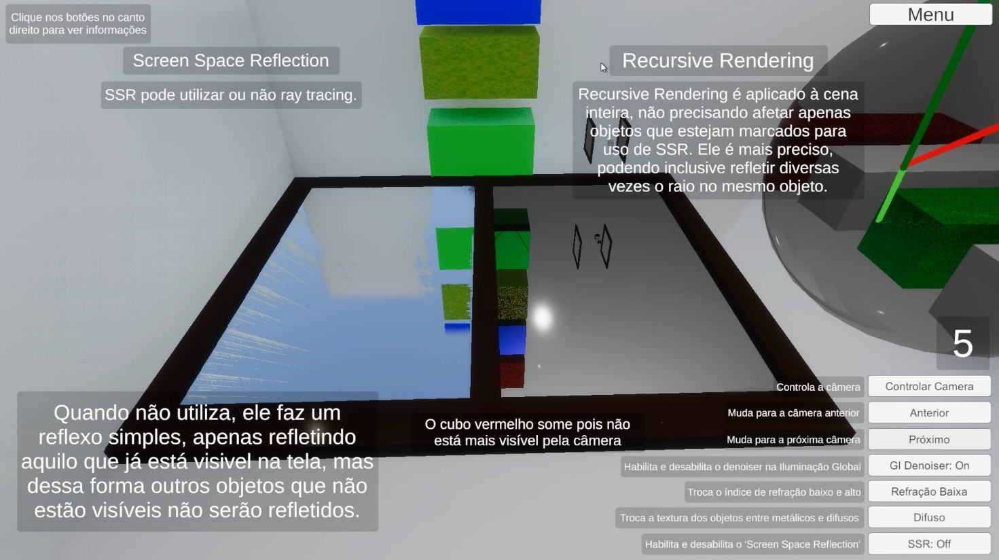 Clique nos botões no canto
direito para ver informações
Menu
Screen Space Reflection
SSR pode utilizar ou não ray tracing.
Recursive Rendering
Recursive Rendering é aplicado à cena
inteira, não precisando afetar apenas
objetos que estejam marcados para
uso de SSR. Ele é mais preciso,
podendo inclusive refletir diversas
vezes o raio no mesmo objeto.
5
Quando não utiliza, ele faz um
reflexo simples, apenas refletindo
aquilo que já está visivel na tela, mas
dessa forma outros objetos que não
estão visíveis não serão refletidos.
O cubo vermelho some pois não
está mais visível pela câmera
Controla a câmera
Controlar Camera
Muda para a câmera anterior
Anterior
Muda para a próxima câmera
Próximo
Habilita e desabilita o denoiser na Iluminação Global
GI Denoiser: On
Troca o índice de refração baixo e alto
Refração Baixa
Troca a textura dos objetos entre metálicos e difusos
Difuso
Habilita e desabilita o 'Screen Space Reflection'
SSR: Off